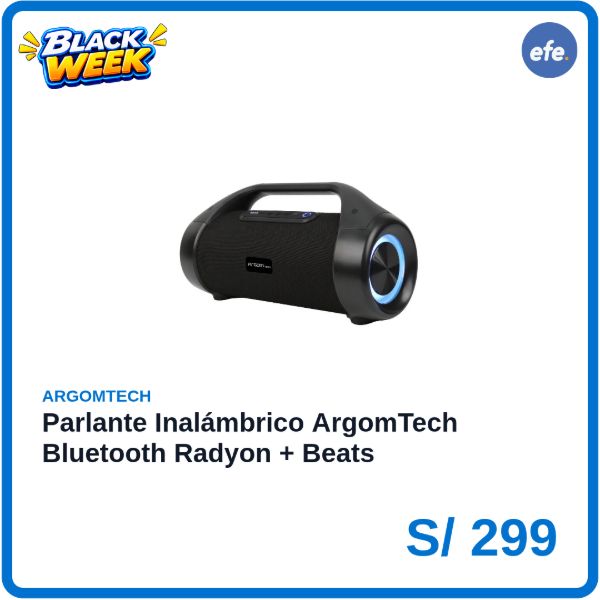 BLACK
WEEK
efe.
ARGOMTECH
Parlante Inalámbrico ArgomTech
Bluetooth Radyon + Beats
S/ 299